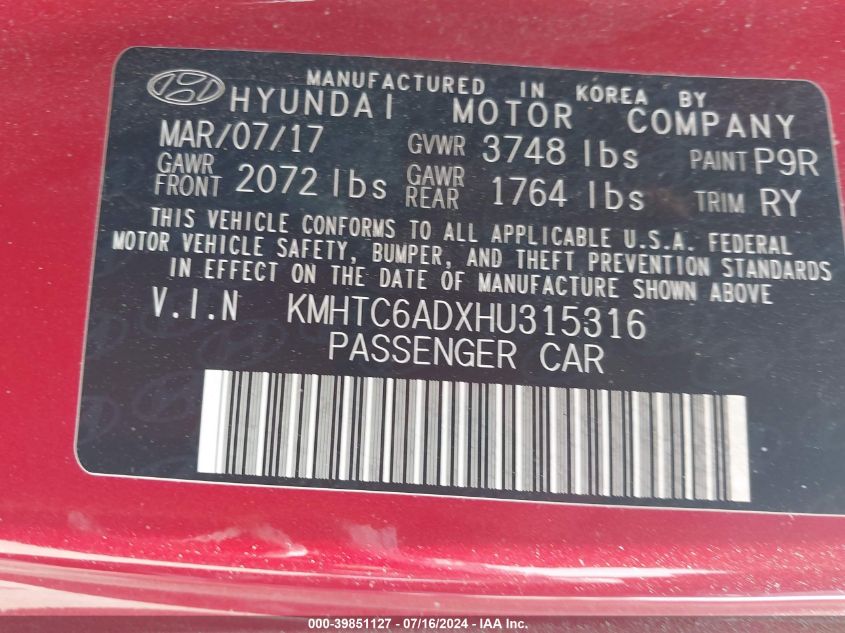 MANUFACTURED IN KOREA BY
HYUNDAI MOTOR COMPANY
MAR/07/17 GVWR 3748 lbs PAINT P9R
GAWR FRONT 2072 lbs GAWR REAR 1764 lbs TRIM RY
THIS VEHICLE CONFORMS TO ALL APPLICABLE U.S.A. FEDERAL
MOTOR VEHICLE SAFETY, BUMPER, AND THEFT PREVENTION STANDARDS
IN EFFECT ON THE DATE OF MANUFACTURE SHOWN ABOVE
V.I.N KMHTC6ADXHU315316
PASSENGER CAR
000-39851127 - 07/16/2024 - IAA Inc.